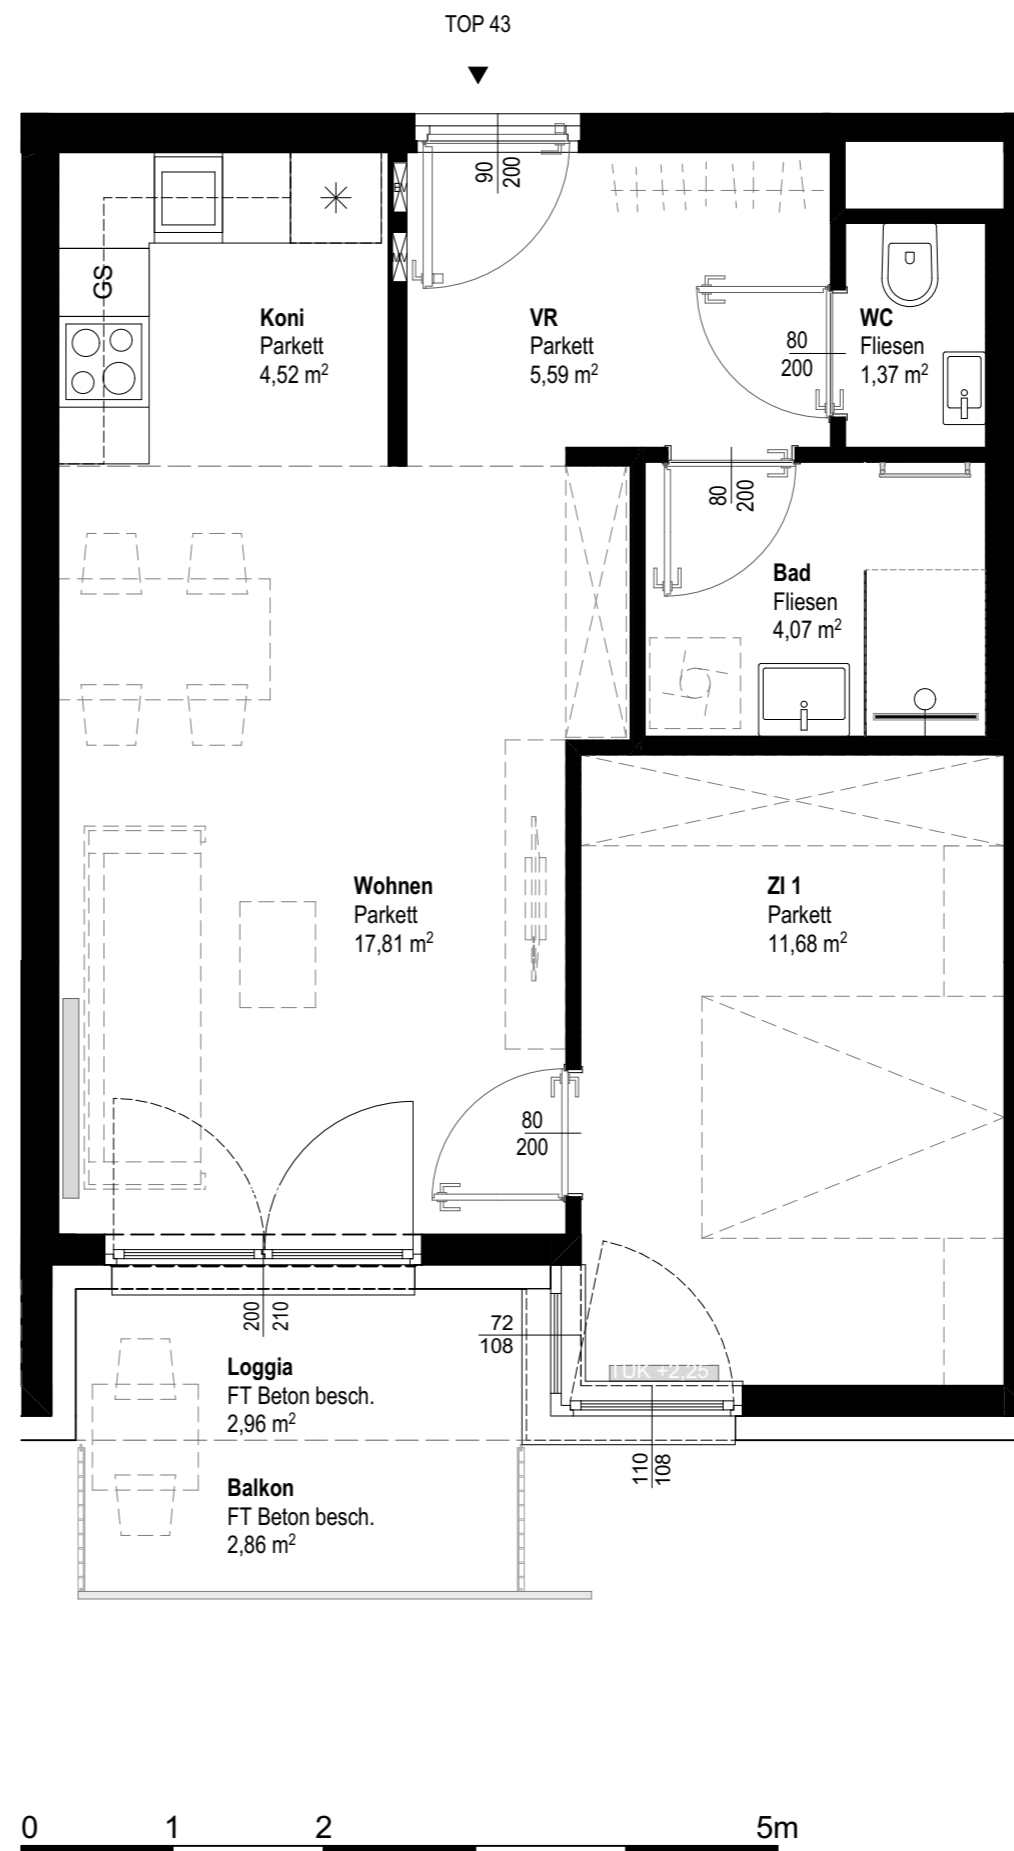 TOP 43
90
200
GS
Koni
Parkett
4,52 m²
VR
Parkett
5,59 m²
80
200
WC
Fliesen
1,37 m²
80
200
Bad
Fliesen
4,07 m²
Wohnen
Parkett
17,81 m²
ZI 1
Parkett
11,68 m²
80
200
200
210
72
108
TUK +2,25
110
108
Loggia
FT Beton besch.
2,96 m²
Balkon
FT Beton besch.
2,86 m²
0 1 2 5m